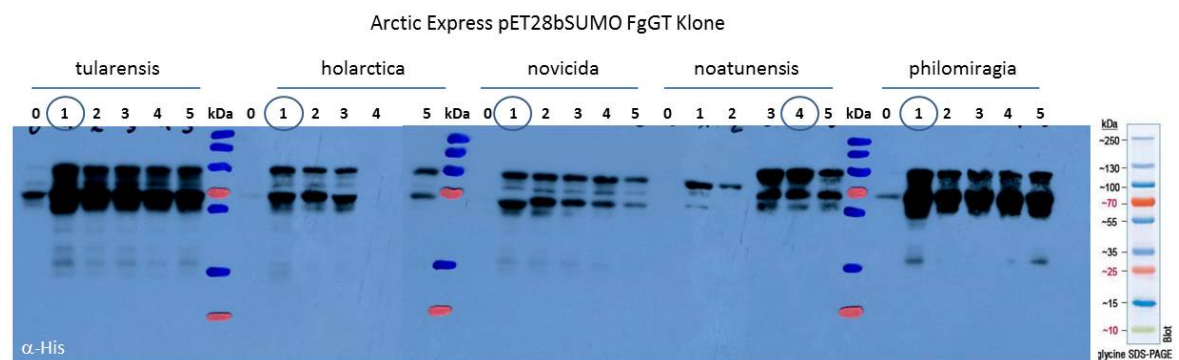 Arctic Express pET28bSUMO FgGT Klone
tularensis holarctica novicida noatunensis philomiragia
0 1 2 3 4 5 kDa 0 1 2 3 4 5 kDa 0 1 2 3 4 5 0 1 2 3 4 5 kDa 0 1 2 3 4 5
kDa
~250
~130
~100
~70
~55
~35
~25
~15
~10
Blot
α-His
glycine SDS-PAGE